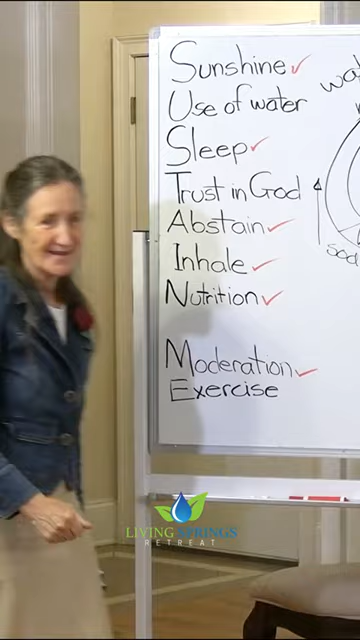 Sunshine ✓
Use of water
Sleep ✓
Trust in God
Abstain ✓
Inhale ✓
Nutrition ✓
Moderation ✓
Exercise
LIVING SPRINGS
RETREAT